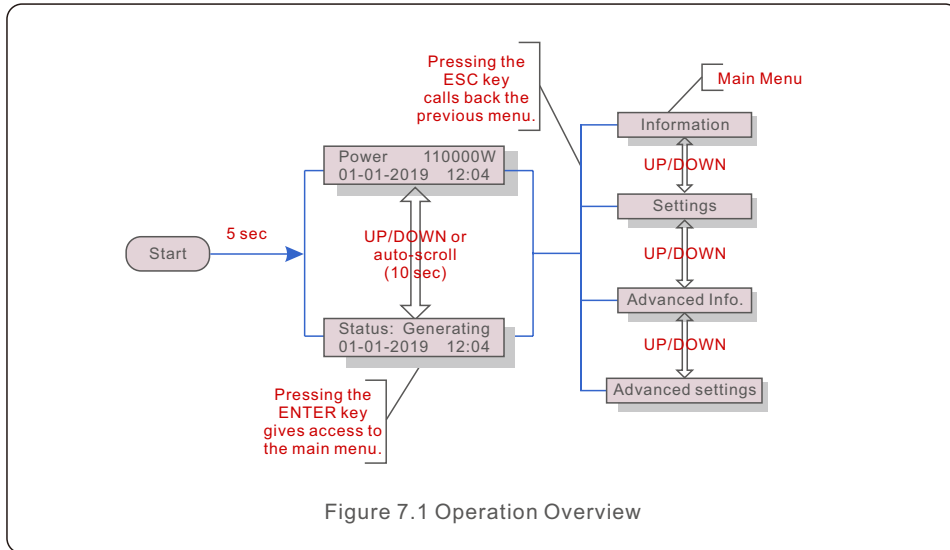 Pressing the
ESC key
calls back the
previous menu.
Main Menu
Information
UP/DOWN
Settings
UP/DOWN
Advanced Info.
UP/DOWN
Advanced settings
Power 110000W
01-01-2019 12:04
Start
5 sec
UP/DOWN or
auto-scroll
(10 sec)
Status: Generating
01-01-2019 12:04
Pressing the
ENTER key
gives access to
the main menu.
Figure 7.1 Operation Overview